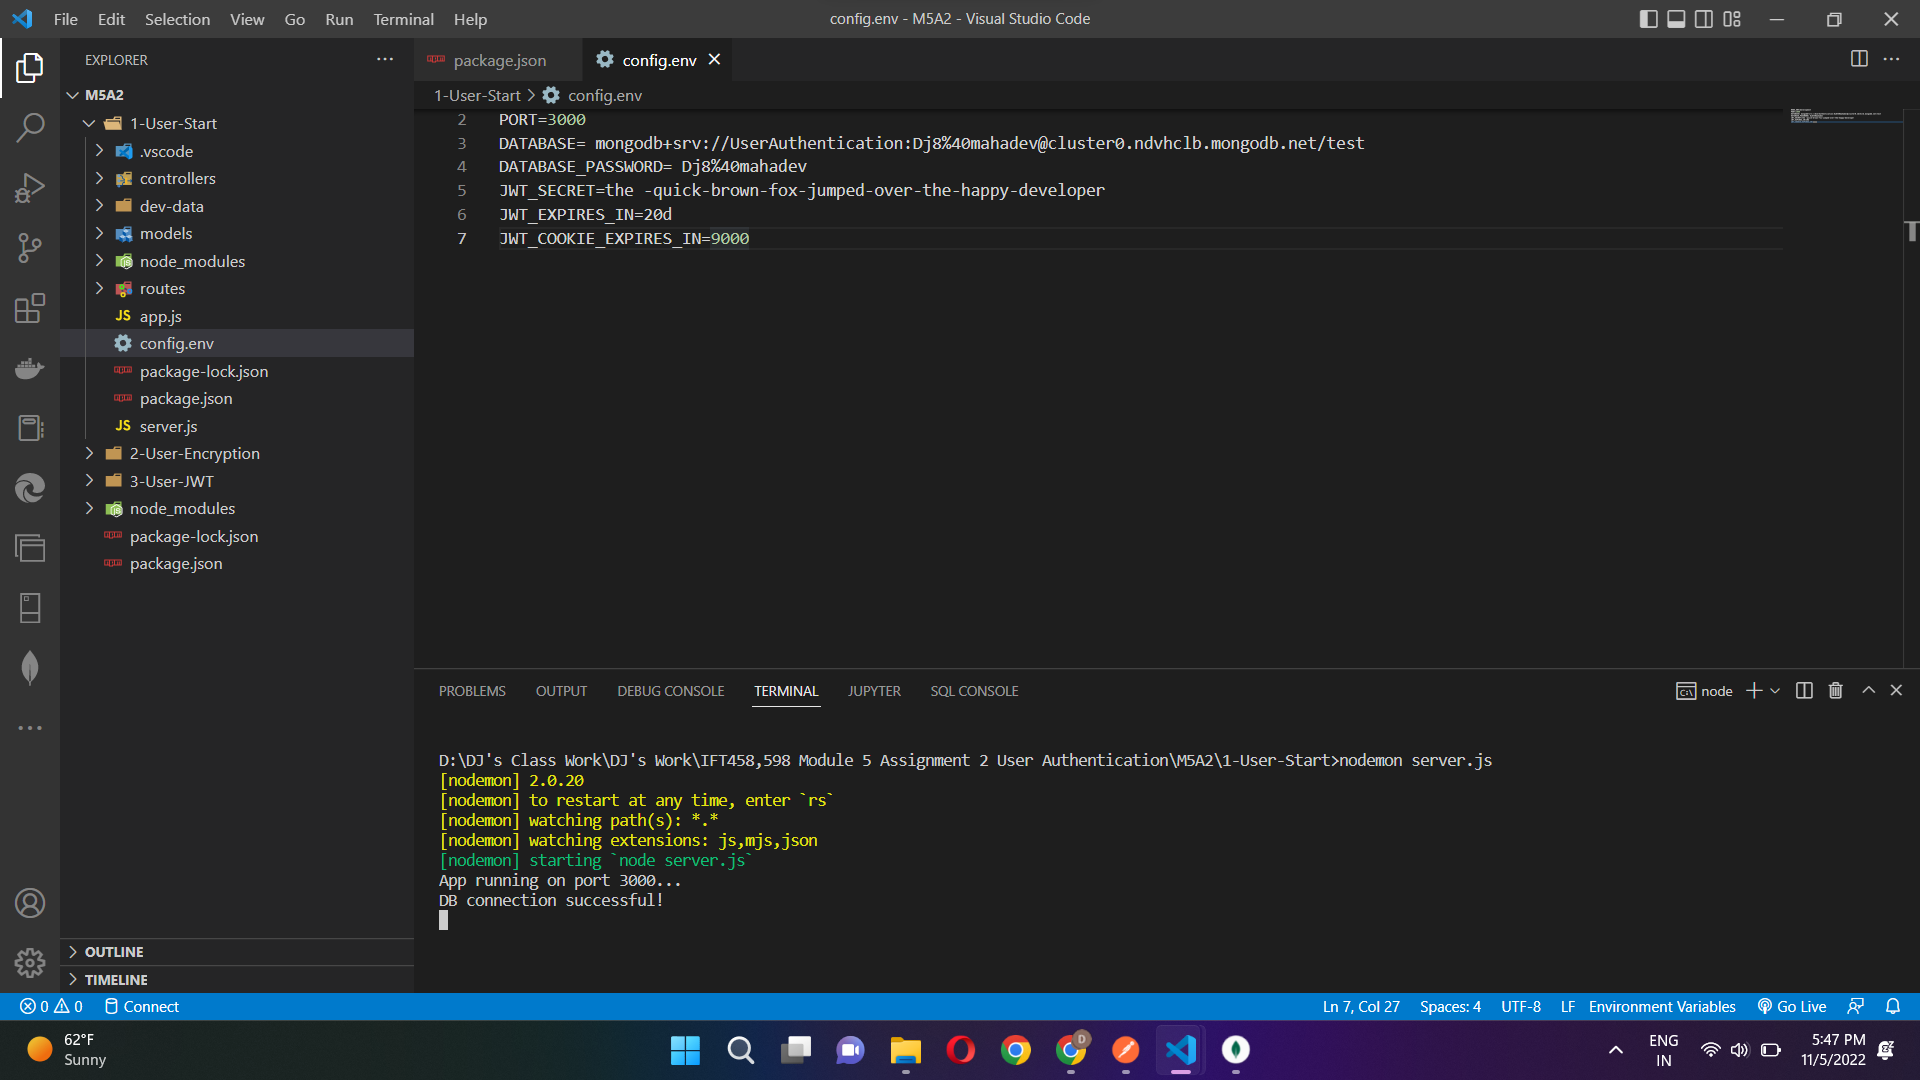 File Edit Selection View Go Run Terminal Help
config.env - M5A2 - Visual Studio Code
EXPLORER
M5A2
1-User-Start
.vscode
controllers
dev-data
models
node_modules
routes
JS app.js
config.env
package-lock.json
package.json
JS server.js
2-User-Encryption
3-User-JWT
node_modules
package-lock.json
package.json
OUTLINE
TIMELINE
package.json
config.env
1-User-Start > config.env
2 PORT=3000
3 DATABASE= mongodb+srv://UserAuthentication:Dj8%40mahadev@cluster0.ndvhclb.mongodb.net/test
4 DATABASE_PASSWORD= Dj8%40mahadev
5 JWT_SECRET=the -quick-brown-fox-jumped-over-the-happy-developer
6 JWT_EXPIRES_IN=20d
7 JWT_COOKIE_EXPIRES_IN=9000
PROBLEMS OUTPUT DEBUG CONSOLE TERMINAL JUPYTER SQL CONSOLE
node
D:\DJ's Class Work\DJ's Work\IFT458,598 Module 5 Assignment 2 User Authentication\M5A2\1-User-Start>nodemon server.js
[nodemon] 2.0.20
[nodemon] to restart at any time, enter `rs`
[nodemon] watching path(s): *.*
[nodemon] watching extensions: js,mjs,json
[nodemon] starting `node server.js`
App running on port 3000...
DB connection successful!
0 0 Connect
Ln 7, Col 27 Spaces: 4 UTF-8 LF Environment Variables Go Live
62°F
Sunny
D
ENG
IN
5:47 PM
11/5/2022